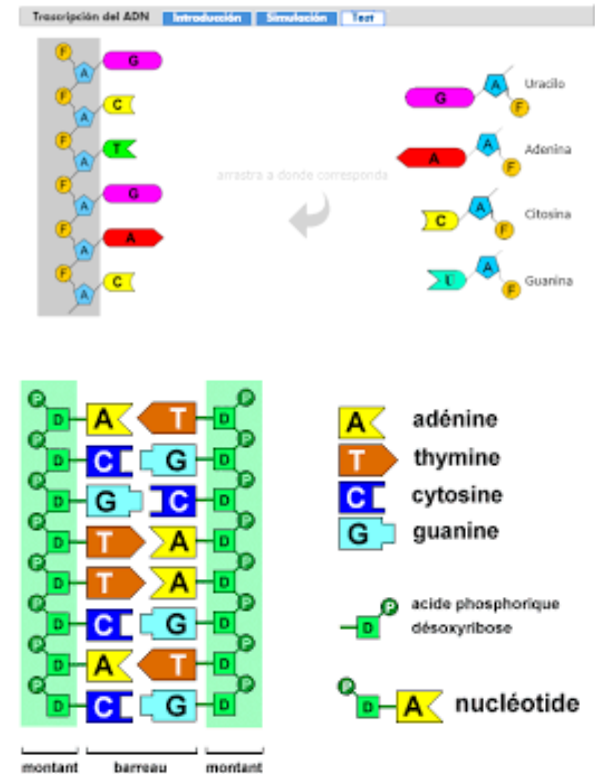 Trascripción del ADN Introducción Simulación Test
F
A G
F
A C
F
A T
F
A G
F
A A
F
A C
arrastra a donde corresponda
G A F Uracilo
A A F Adenina
C A F Citosina
U A F Guanina
P P
D A T D
P P
D C G D
P P
D G C D
P P
D T A D
P P
D T A D
P P
D C G D
P P
D A T D
P P
D C G D
montant barreau montant
A adénine
T thymine
C cytosine
G guanine
P acide phosphorique
D désoxyribose
P
D A nucléotide